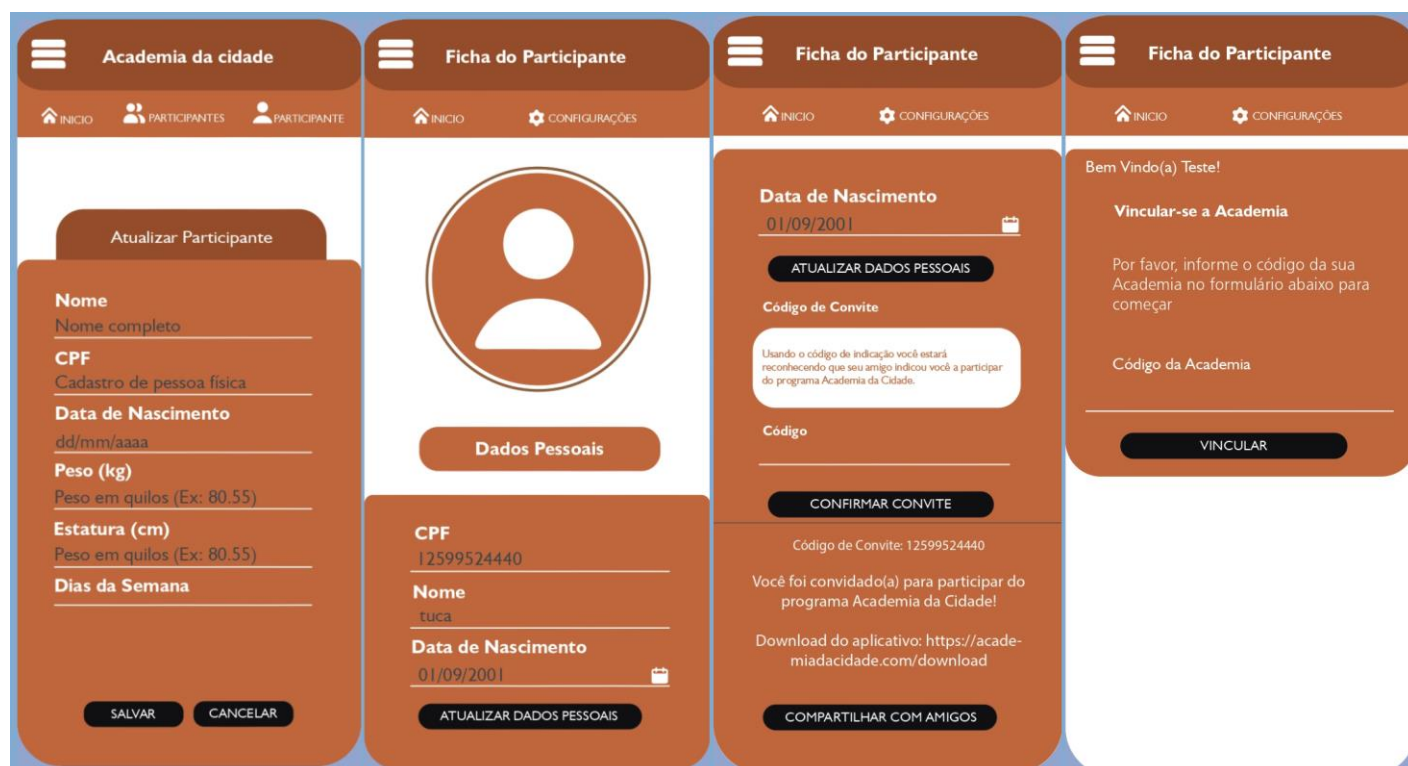 Academia da cidade
INICIO PARTICIPANTES PARTICIPANTE
Atualizar Participante
Nome
Nome completo
CPF
Cadastro de pessoa física
Data de Nascimento
dd/mm/aaaa
Peso (kg)
Peso em quilos (Ex: 80.55)
Estatura (cm)
Peso em quilos (Ex: 80.55)
Dias da Semana
SALVAR CANCELAR
Ficha do Participante
INICIO CONFIGURAÇÕES
Dados Pessoais
CPF
12599524440
Nome
tuca
Data de Nascimento
01/09/2001
ATUALIZAR DADOS PESSOAIS
Ficha do Participante
INICIO CONFIGURAÇÕES
Data de Nascimento
01/09/2001
ATUALIZAR DADOS PESSOAIS
Código de Convite
Usando o código de indicação você estará
reconhecendo que seu amigo indicou você a participar
do programa Academia da Cidade.
Código
CONFIRMAR CONVITE
Código de Convite: 12599524440
Você foi convidado(a) para participar do
programa Academia da Cidade!
Download do aplicativo: https://acade-
miadacidade.com/download
COMPARTILHAR COM AMIGOS
Ficha do Participante
INICIO CONFIGURAÇÕES
Bem Vindo(a) Teste!
Vincular-se a Academia
Por favor, informe o código da sua
Academia no formulário abaixo para
começar
Código da Academia
VINCULAR